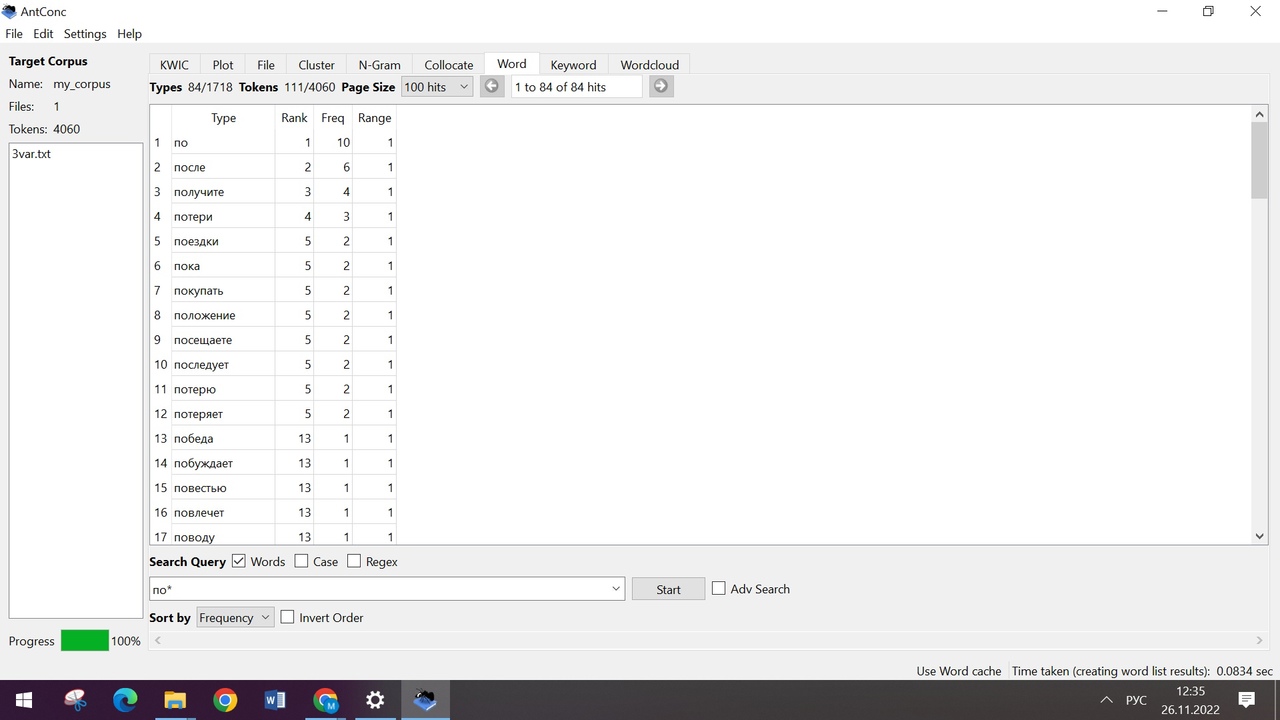 AntConc
File Edit Settings Help
Target Corpus
Name: my_corpus
Files: 1
Tokens: 4060
3var.txt
Progress 100%
KWIC Plot File Cluster N-Gram Collocate Word Keyword Wordcloud
Types 84/1718 Tokens 111/4060 Page Size 100 hits 1 to 84 of 84 hits
Type Rank Freq Range
1 по 1 10 1
2 после 2 6 1
3 получите 3 4 1
4 потери 4 3 1
5 поездки 5 2 1
6 пока 5 2 1
7 покупать 5 2 1
8 положение 5 2 1
9 посещаете 5 2 1
10 последует 5 2 1
11 потерю 5 2 1
12 потеряет 5 2 1
13 победа 13 1 1
14 побуждает 13 1 1
15 повестью 13 1 1
16 повлечет 13 1 1
17 поводу 13 1 1
Search Query Words Case Regex
по* Start Adv Search
Sort by Frequency Invert Order
Use Word cache Time taken (creating word list results): 0.0834 sec
РУС 12:35
26.11.2022